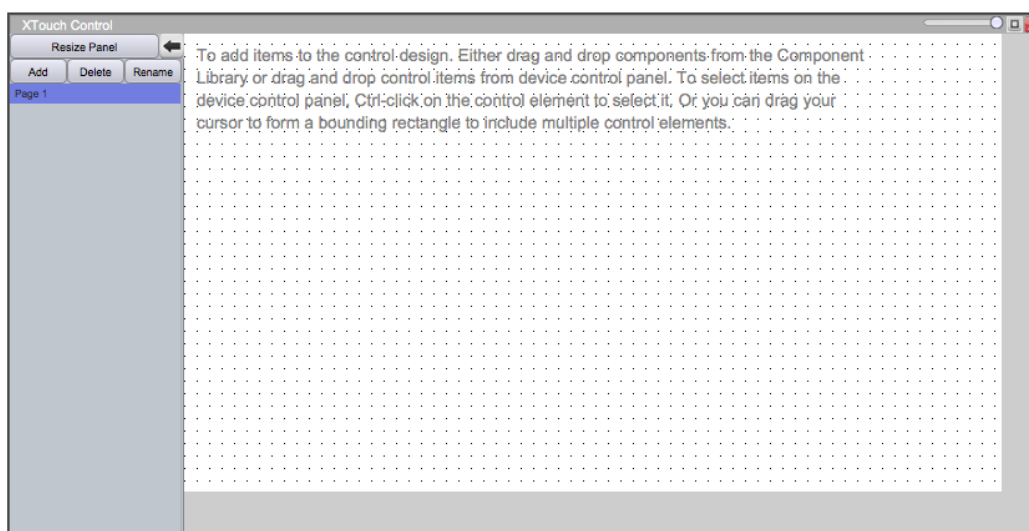 XTouch Control
Resize Panel
Add Delete Rename
Page 1
To add items to the control design. Either drag and drop components from the Component
Library or drag and drop control items from device control panel. To select items on the
device control panel, Ctrl-click on the control element to select it, Or you can drag your
cursor to form a bounding rectangle to include multiple control elements.